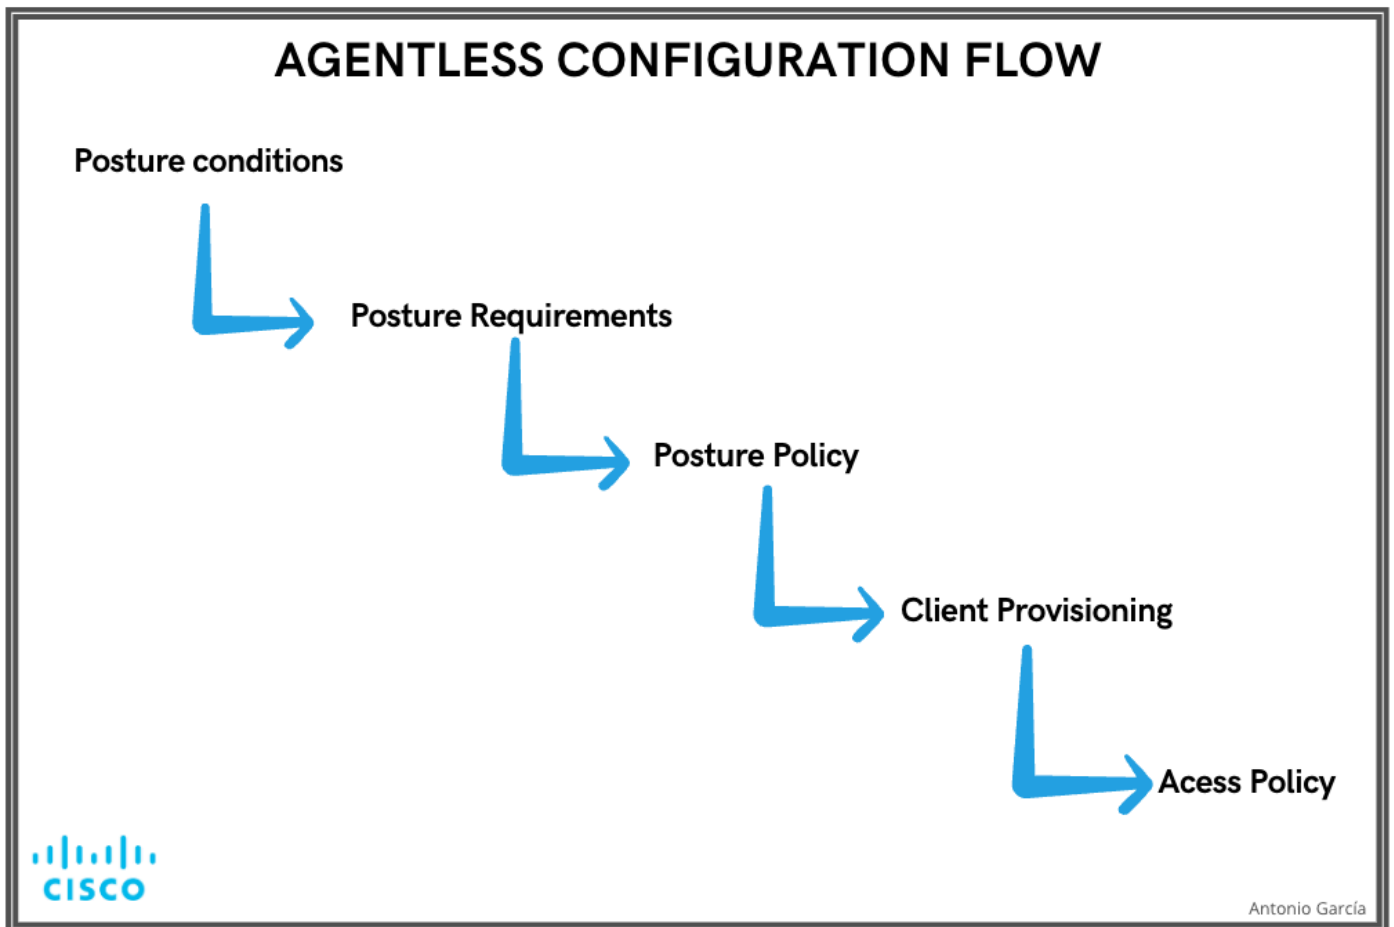 AGENTLESS CONFIGURATION FLOW
Posture conditions
Posture Requirements
Posture Policy
Client Provisioning
Acess Policy
CISCO
Antonio García